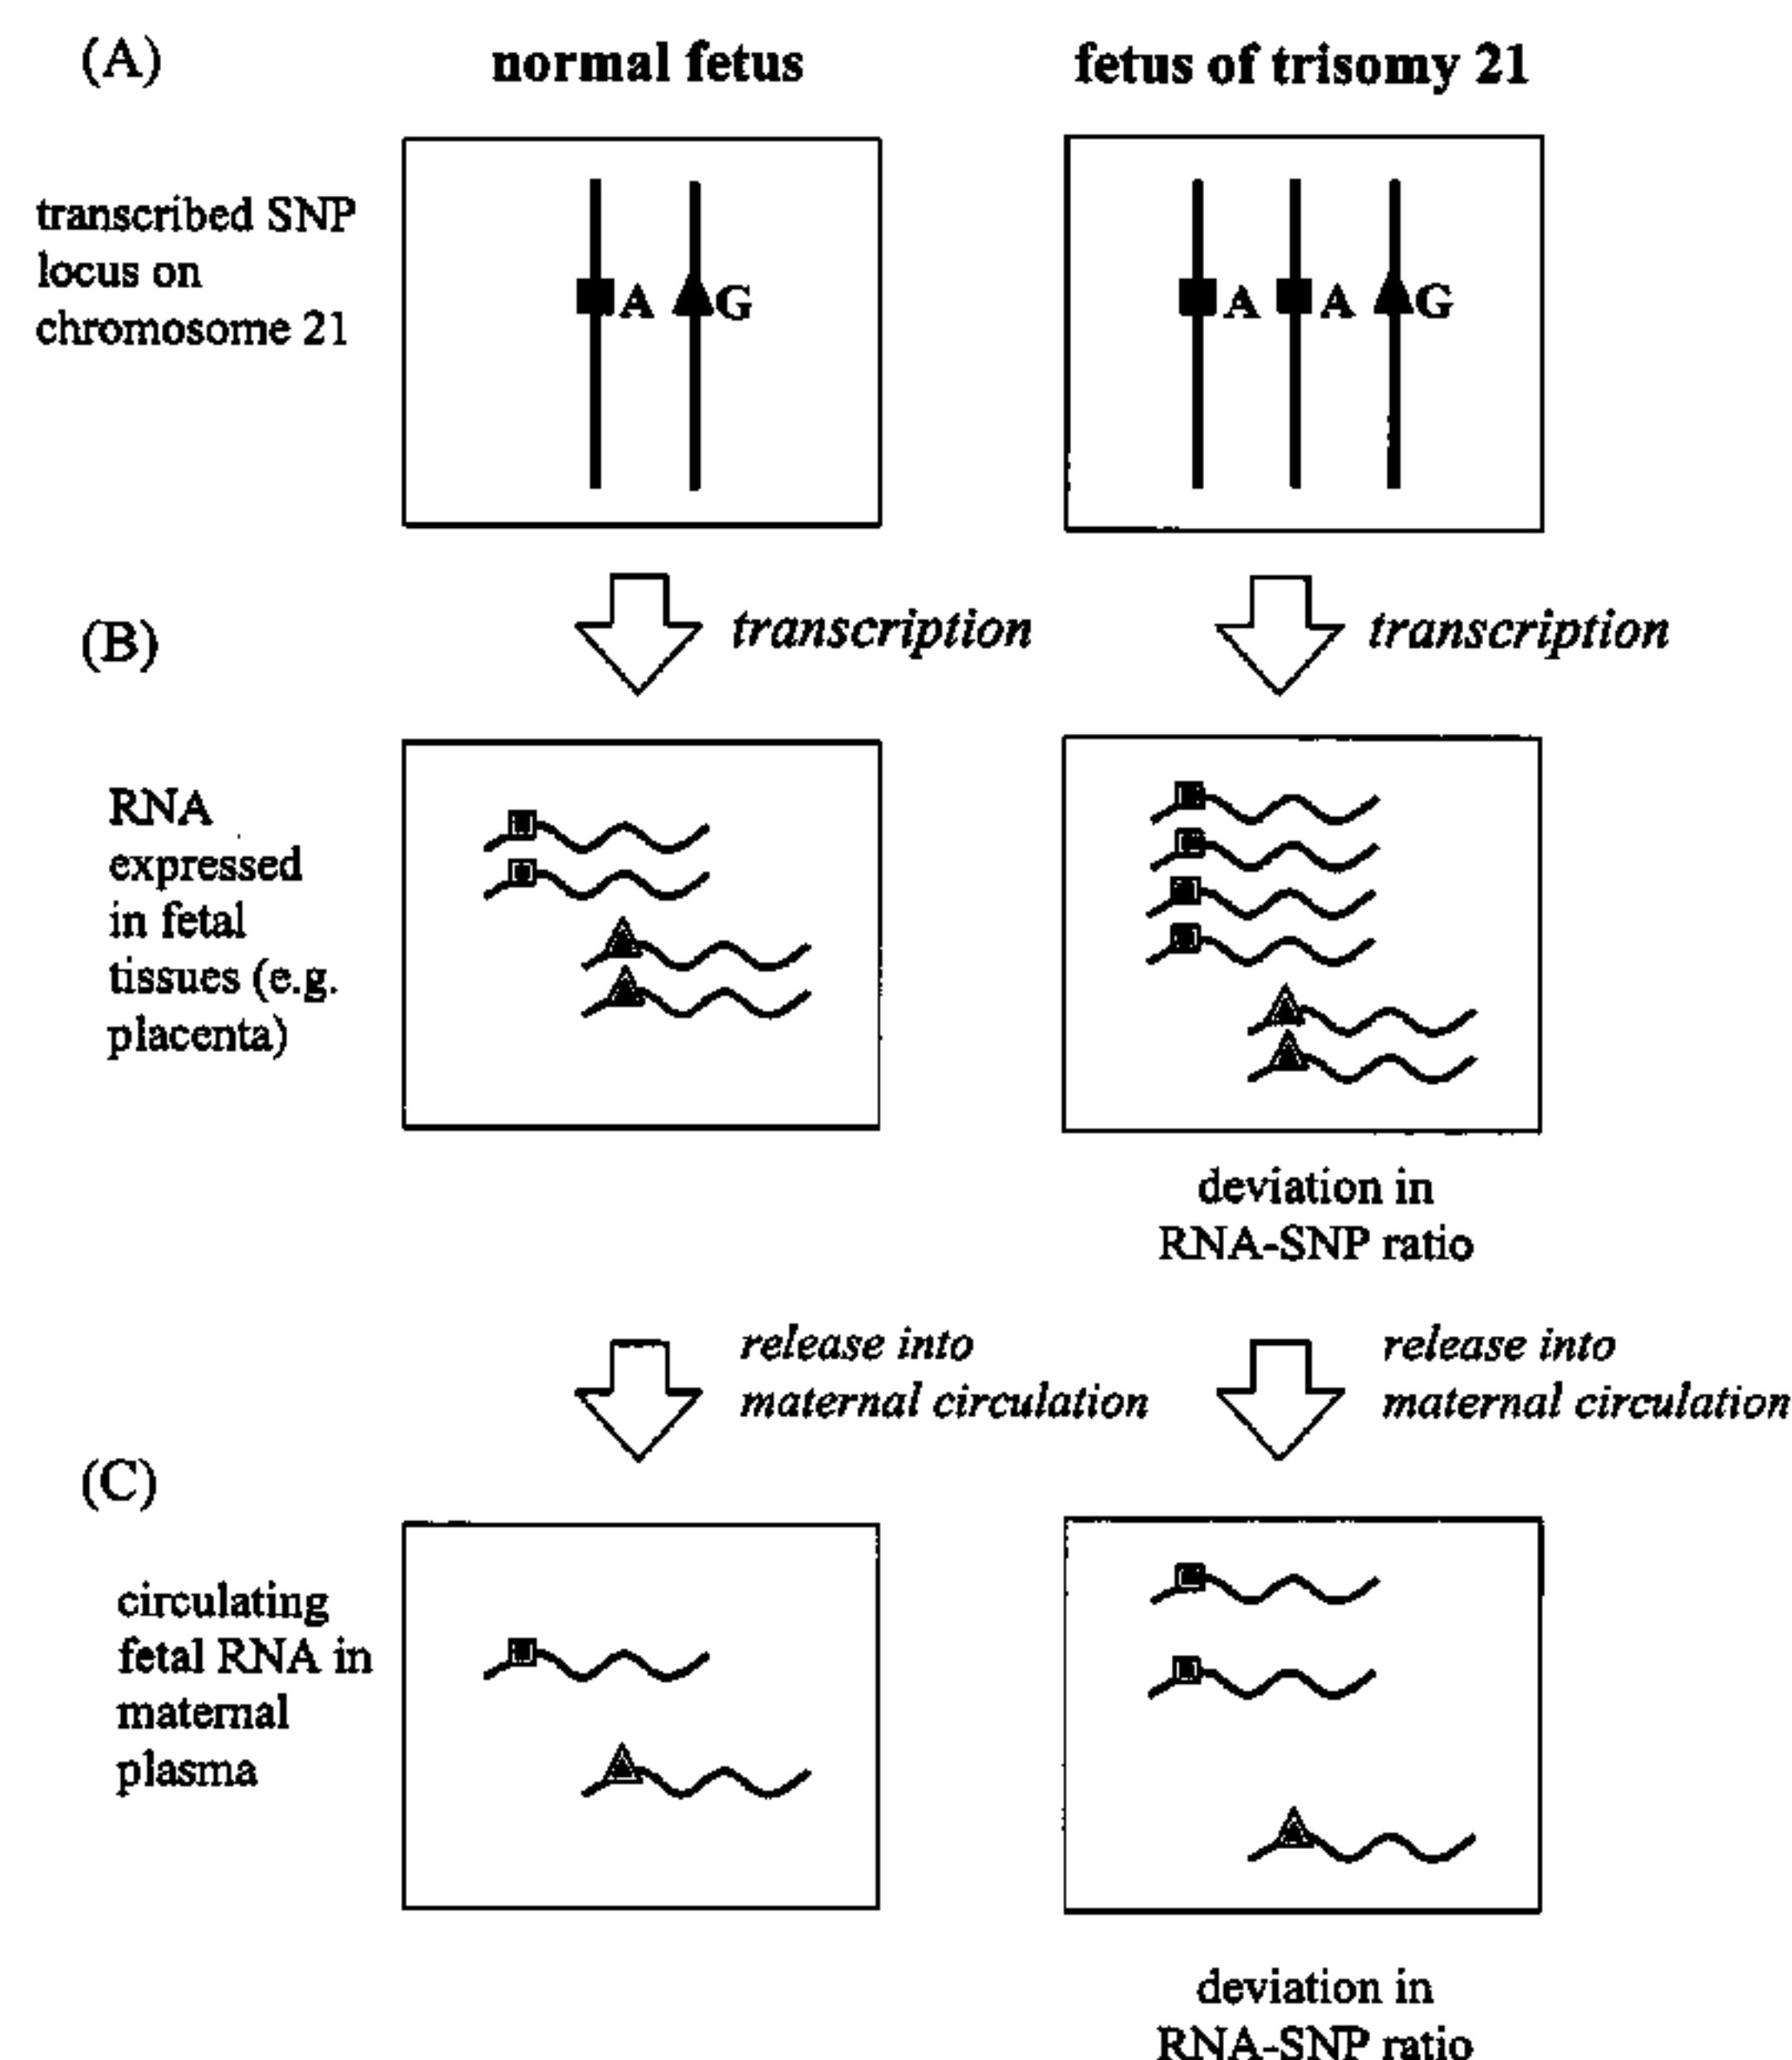 (A)
normal fetus
fetus of trisomy 21
transcribed SNP
locus on
chromosome 21
A
G
A
A
G
(B)
transcription
transcription
RNA
expressed
in fetal
tissues (e.g.
placenta)
deviation in
RNA-SNP ratio
release into
maternal circulation
release into
maternal circulation
(C)
circulating
fetal RNA in
maternal
plasma
deviation in
RNA-SNP ratio